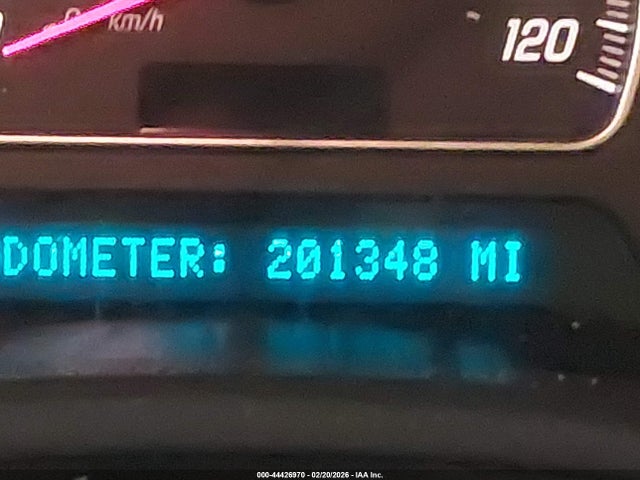 km/h
120
DOMETER: 201348 MI
000-44426970 - 02/20/2026 - IAA Inc.